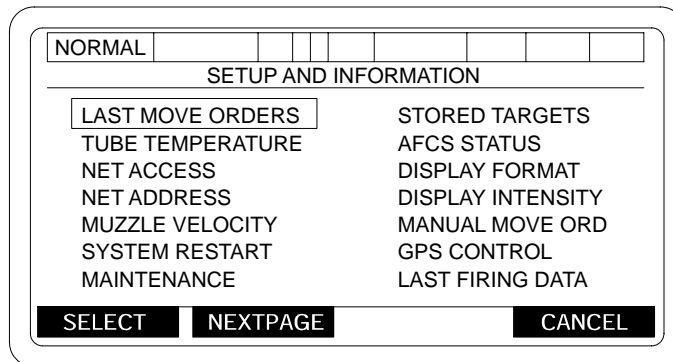 NORMAL
SETUP AND INFORMATION
LAST MOVE ORDERS
TUBE TEMPERATURE
NET ACCESS
NET ADDRESS
MUZZLE VELOCITY
SYSTEM RESTART
MAINTENANCE
STORED TARGETS
AFCS STATUS
DISPLAY FORMAT
DISPLAY INTENSITY
MANUAL MOVE ORD
GPS CONTROL
LAST FIRING DATA
SELECT NEXTPAGE CANCEL